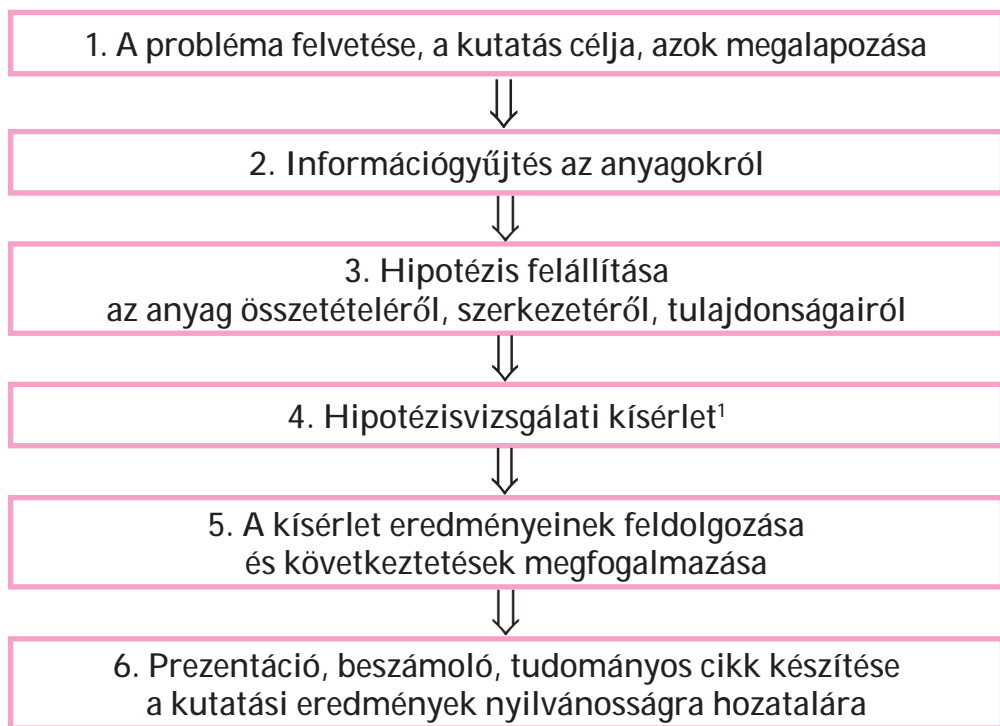 1. A probléma felvetése, a kutatás célja, azok megalapozása
2. Információgyűjtés az anyagokról
3. Hipotézis felállítása
az anyag összetételéről, szerkezetéről, tulajdonságairól
4. Hipotézisvizsgálati kísérlet¹
5. A kísérlet eredményeinek feldolgozása
és következtetések megfogalmazása
6. Prezentáció, beszámoló, tudományos cikk készítése
a kutatási eredmények nyilvánosságra hozatalára